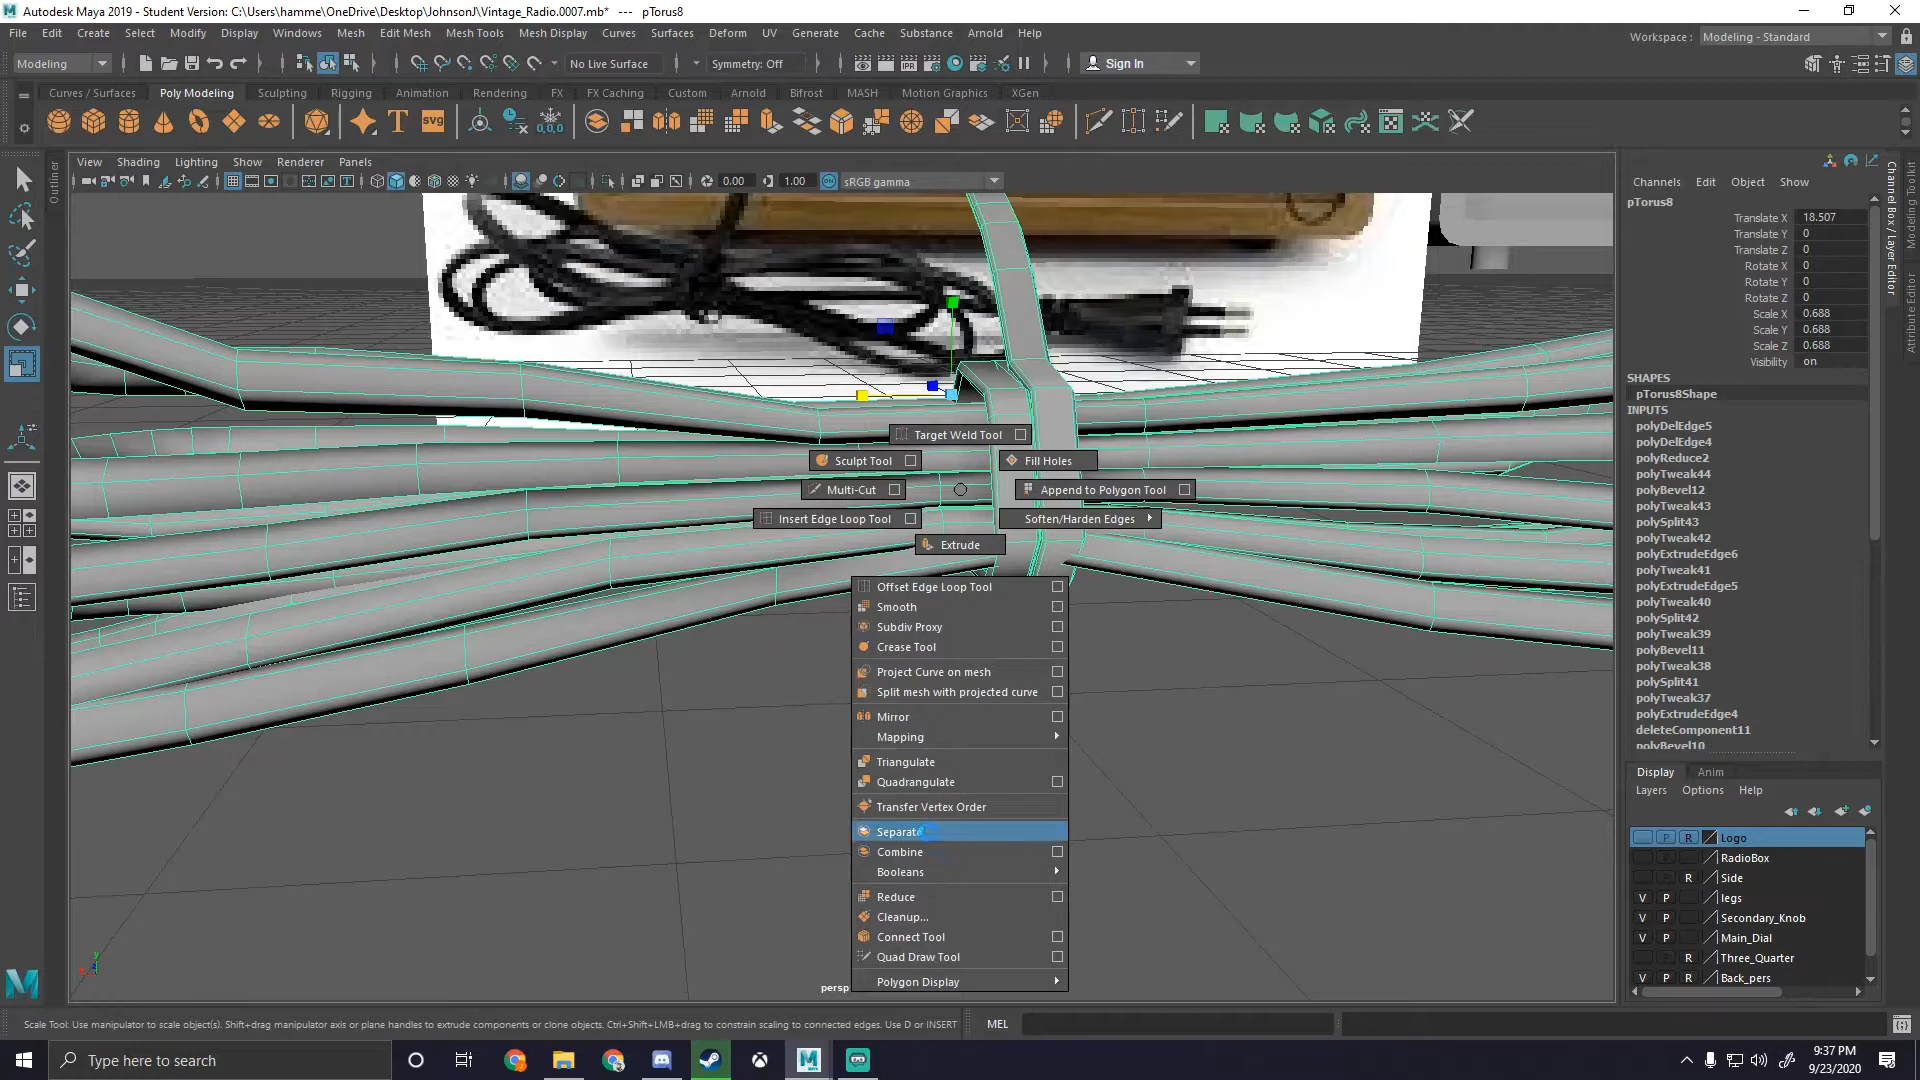 Autodesk Maya 2019 - Student Version: C:\Users\hamme\OneDrive\Desktop\JohnsonJ\Vintage_Radio.0007.mb* --- pTorus8
File Edit Create Select Modify Display Windows Mesh Edit Mesh Mesh Tools Mesh Display Curves Surfaces Deform UV Generate Cache Substance Arnold Help
Workspace : Modeling - Standard
Modeling No Live Surface Symmetry: Off Sign In
Curves / Surfaces Poly Modeling Sculpting Rigging Animation Rendering FX FX Caching Custom Arnold Bifrost MASH Motion Graphics XGen
View Shading Lighting Show Renderer Panels
0.00 1.00 sRGB gamma
Outliner
Channels Edit Object Show
pTorus8
Translate X 18.507
Translate Y 0
Translate Z 0
Rotate X 0
Rotate Y 0
Rotate Z 0
Scale X 0.688
Scale Y 0.688
Scale Z 0.688
Visibility on
SHAPES
pTorus8Shape
INPUTS
polyDelEdge5
polyDelEdge4
polyReduce2
polyTweak44
polyBevel12
polyTweak43
polySplit43
polyTweak42
polyExtrudeEdge6
polyTweak41
polyExtrudeEdge5
polyTweak40
polySplit42
polyTweak39
polyBevel11
polyTweak38
polySplit41
polyTweak37
polyExtrudeEdge4
deleteComponent11
polyBevel10
Channel Box / Layer Editor
Modeling Toolkit
Attribute Editor
Target Weld Tool
Sculpt Tool
Fill Holes
Multi-Cut
Append to Polygon Tool
Insert Edge Loop Tool
Soften/Harden Edges
Extrude
Offset Edge Loop Tool
Smooth
Subdiv Proxy
Crease Tool
Project Curve on mesh
Split mesh with projected curve
Mirror
Mapping
Triangulate
Quadrangulate
Transfer Vertex Order
Separate
Combine
Booleans
Reduce
Cleanup...
Connect Tool
Quad Draw Tool
Polygon Display
persp
Display Anim
Layers Options Help
R Logo
RadioBox
R Side
V P legs
V P Secondary_Knob
V P Main_Dial
R Three_Quarter
V P Back_pers
Scale Tool: Use manipulator to scale object(s). Shift+drag manipulator axis or plane handles to extrude components or clone objects. Ctrl+Shift+LMB+drag to constrain scaling to connected edges. Use D or INSERT
MEL
Type here to search
9:37 PM
9/23/2020